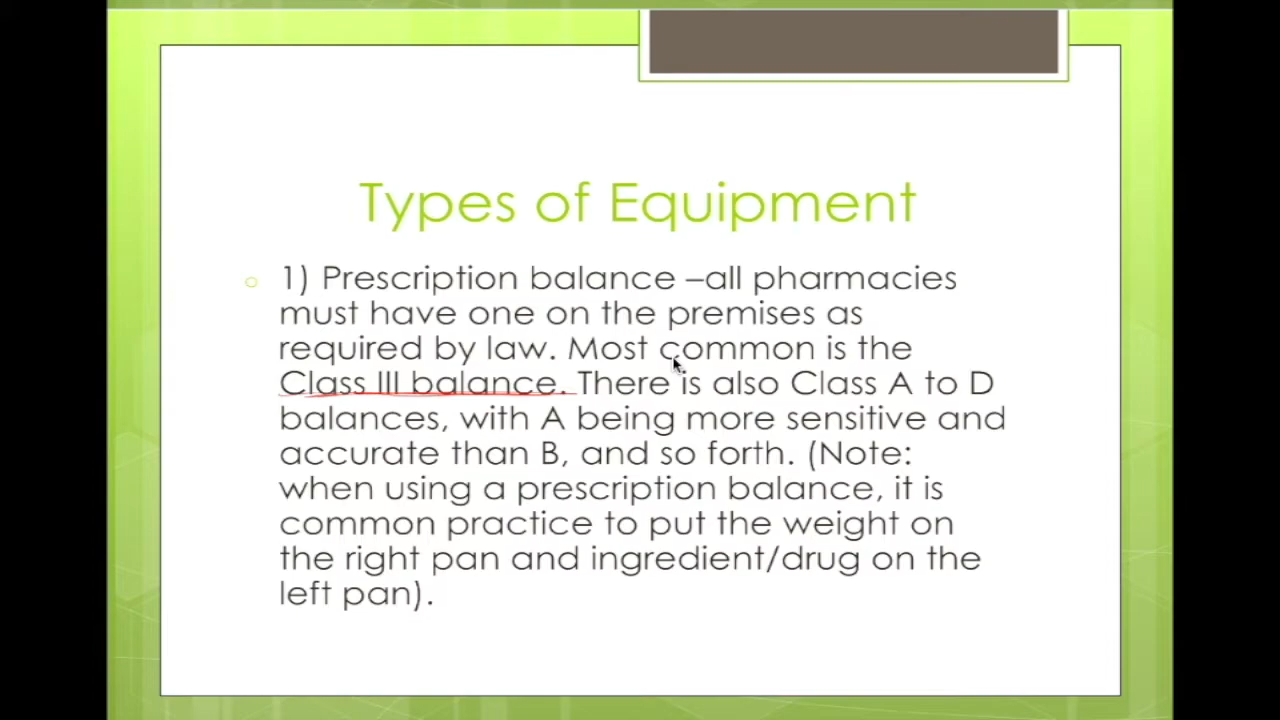 Types of Equipment
1) Prescription balance –all pharmacies
must have one on the premises as
required by law. Most common is the
Class III balance. There is also Class A to D
balances, with A being more sensitive and
accurate than B, and so forth. (Note:
when using a prescription balance, it is
common practice to put the weight on
the right pan and ingredient/drug on the
left pan).